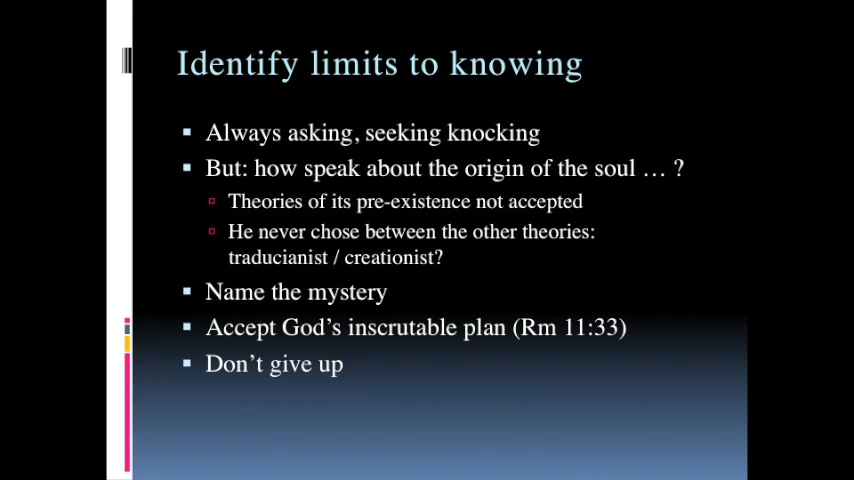 Identify limits to knowing
Always asking, seeking knocking
But: how speak about the origin of the soul … ?
Theories of its pre-existence not accepted
He never chose between the other theories:
traducianist / creationist?
Name the mystery
Accept God’s inscrutable plan (Rm 11:33)
Don’t give up